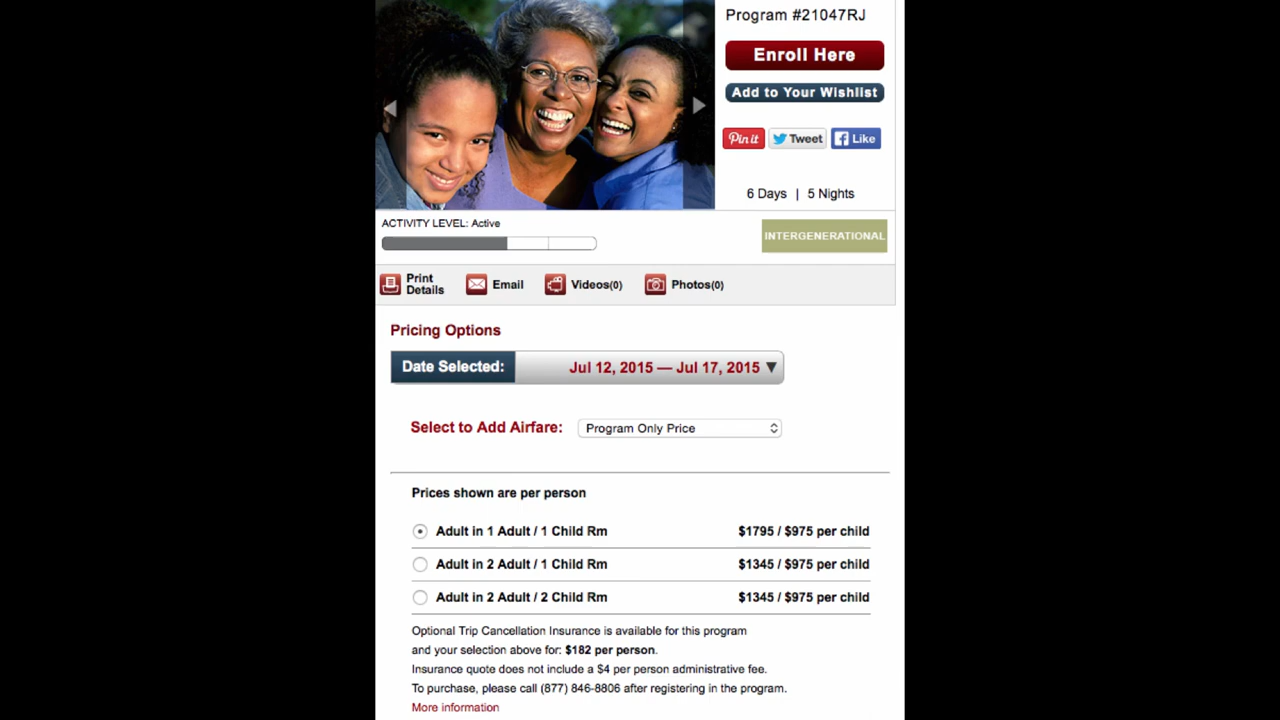 Program #21047RJ
Enroll Here
Add to Your Wishlist
Pin it Tweet Like
6 Days | 5 Nights
ACTIVITY LEVEL: Active
INTERGENERATIONAL
Print Details
Email
Videos(0)
Photos(0)
Pricing Options
Date Selected: Jul 12, 2015 — Jul 17, 2015
Select to Add Airfare: Program Only Price
Prices shown are per person
Adult in 1 Adult / 1 Child Rm $1795 / $975 per child
Adult in 2 Adult / 1 Child Rm $1345 / $975 per child
Adult in 2 Adult / 2 Child Rm $1345 / $975 per child
Optional Trip Cancellation Insurance is available for this program
and your selection above for: $182 per person.
Insurance quote does not include a $4 per person administrative fee.
To purchase, please call (877) 846-8806 after registering in the program.
More information